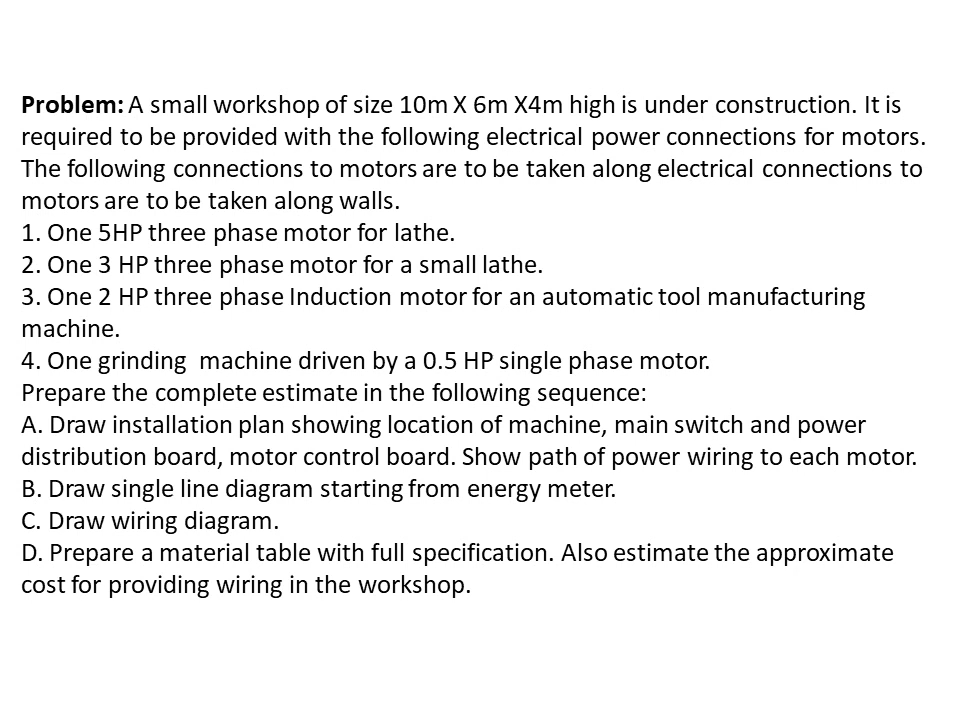 Problem: A small workshop of size 10m X 6m X4m high is under construction. It is
required to be provided with the following electrical power connections for motors.
The following connections to motors are to be taken along electrical connections to
motors are to be taken along walls.
1. One 5HP three phase motor for lathe.
2. One 3 HP three phase motor for a small lathe.
3. One 2 HP three phase Induction motor for an automatic tool manufacturing
machine.
4. One grinding  machine driven by a 0.5 HP single phase motor.
Prepare the complete estimate in the following sequence:
A. Draw installation plan showing location of machine, main switch and power
distribution board, motor control board. Show path of power wiring to each motor.
B. Draw single line diagram starting from energy meter.
C. Draw wiring diagram.
D. Prepare a material table with full specification. Also estimate the approximate
cost for providing wiring in the workshop.